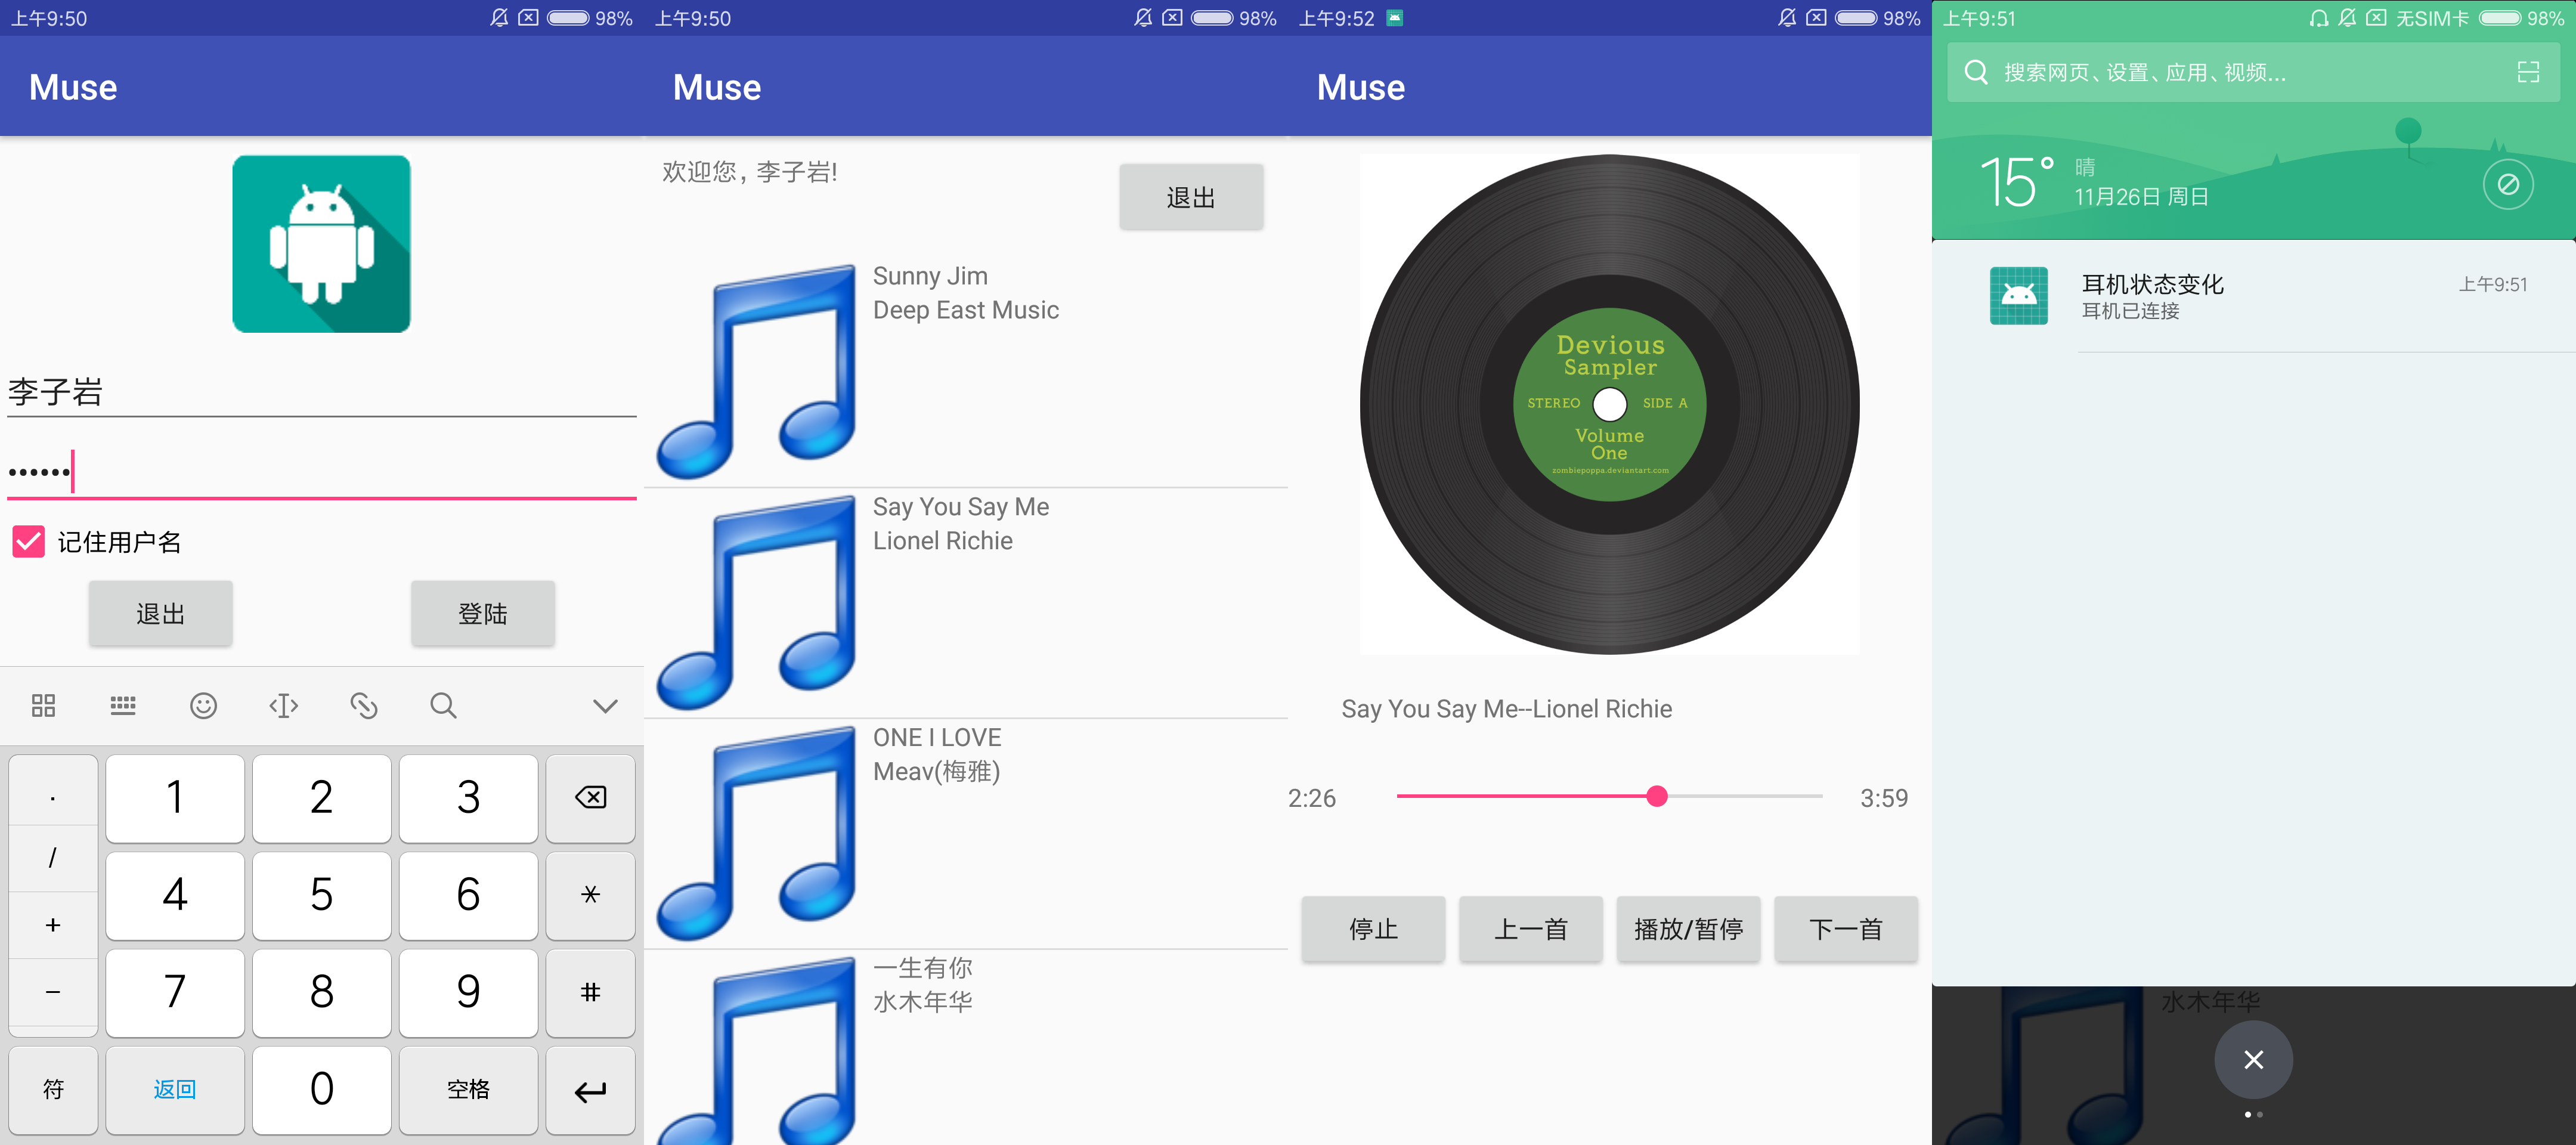 上午9:50
98%
Muse
李子岩
••••••
记住用户名
退出
登陆
.
1
2
3
/
4
5
6
*
+
7
8
9
#
-
符
返回
0
空格
上午9:50
98%
Muse
欢迎您，李子岩!
退出
Sunny Jim
Deep East Music
Say You Say Me
Lionel Richie
ONE I LOVE
Meav(梅雅)
一生有你
水木年华
上午9:52
98%
Muse
Devious
Sampler
STEREO
SIDE A
Volume
One
zombiepoppa.deviantart.com
Say You Say Me--Lionel Richie
2:26
3:59
停止
上一首
播放/暂停
下一首
上午9:51
无SIM卡
98%
搜索网页、设置、应用、视频...
15°
晴
11月26日 周日
耳机状态变化
上午9:51
耳机已连接
水木年华